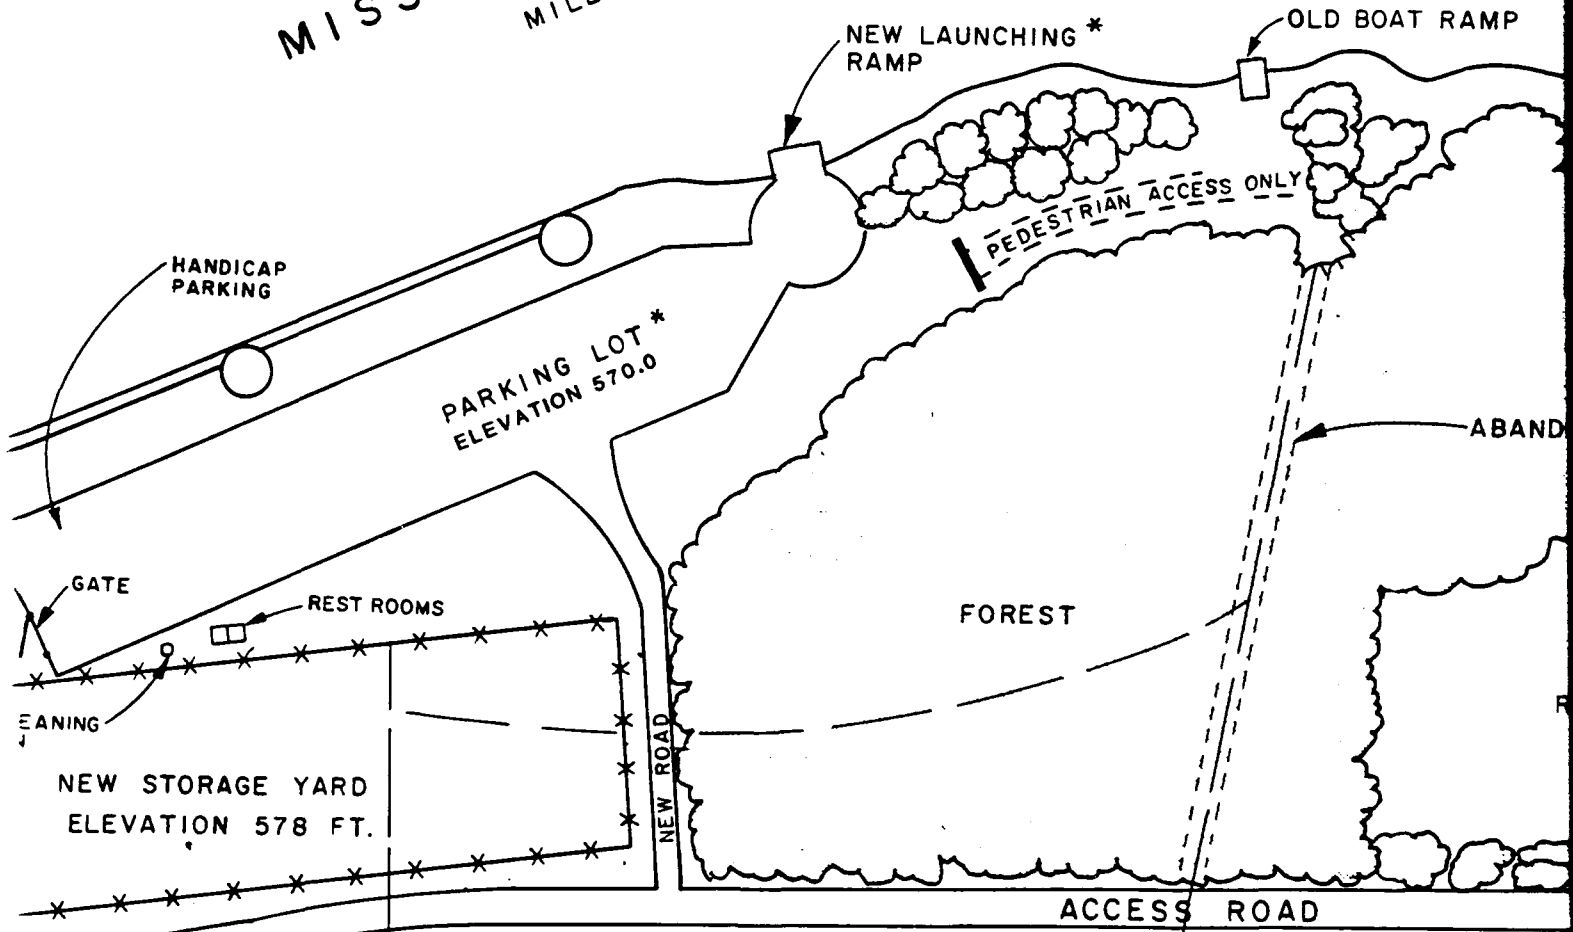 MISS
MILE
NEW LAUNCHING *
RAMP
OLD BOAT RAMP
PEDESTRIAN ACCESS ONLY
HANDICAP
PARKING
PARKING LOT *
ELEVATION 570.0
ABAND
GATE
REST ROOMS
FOREST
EANING
NEW ROAD
NEW STORAGE YARD
ELEVATION 578 FT.
R
ACCESS ROAD